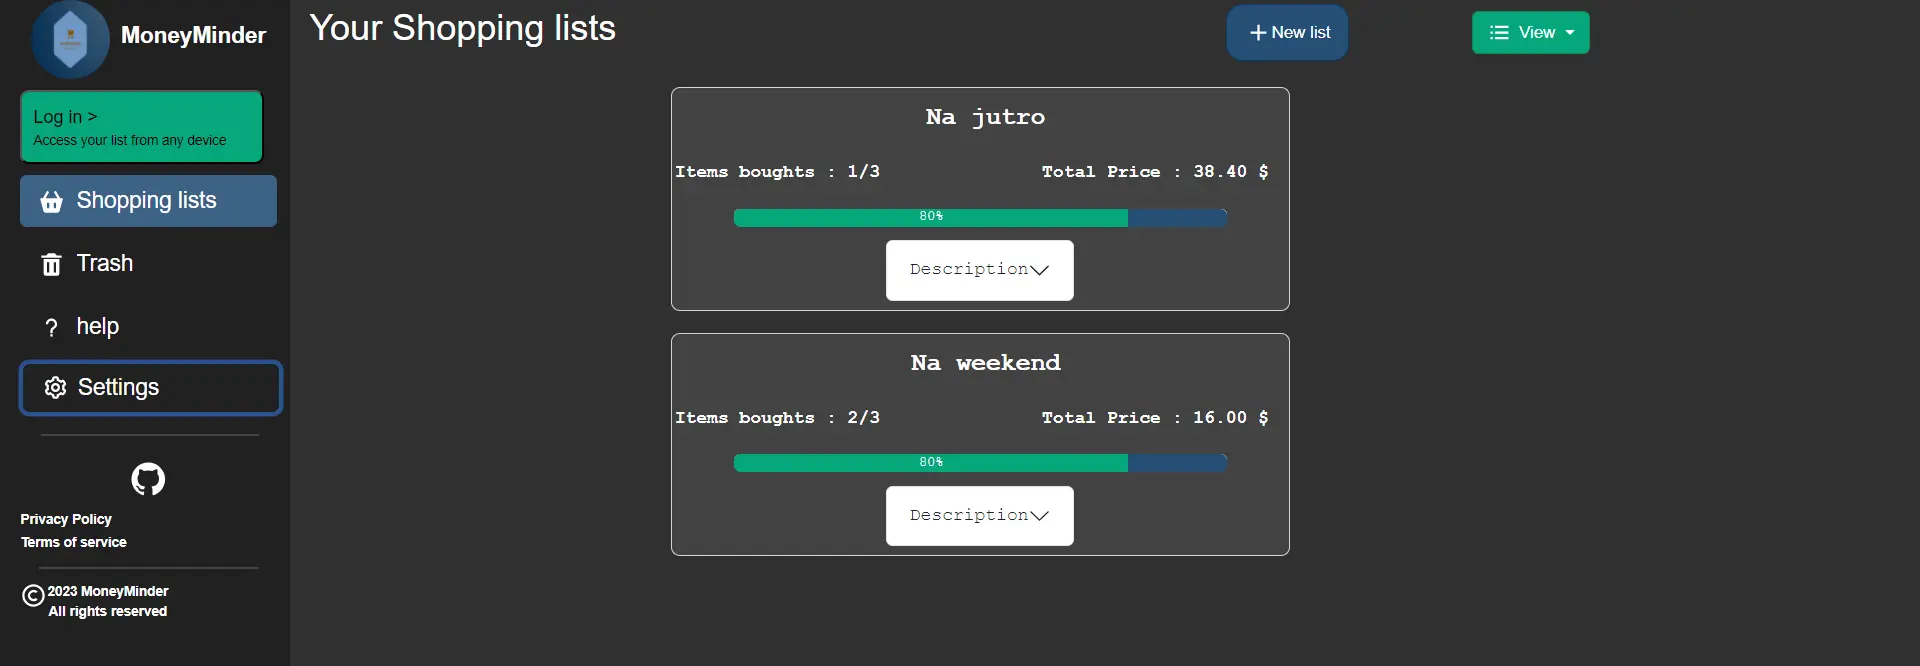 MoneyMinder
Log in >
Access your list from any device
Shopping lists
Trash
? help
Settings
Privacy Policy
Terms of service
© 2023 MoneyMinder
All rights reserved
Your Shopping lists
+ New list
View
Na jutro
Items boughts : 1/3
Total Price : 38.40 $
80%
Description
Na weekend
Items boughts : 2/3
Total Price : 16.00 $
80%
Description